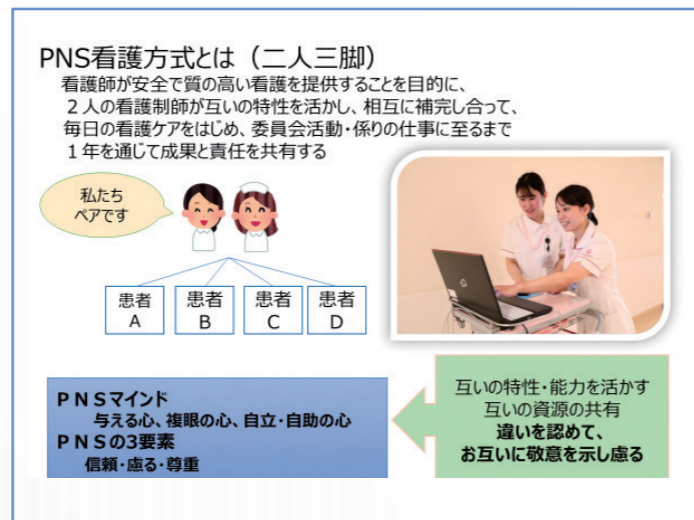 PNS看護方式とは（二人三脚）
看護師が安全で質の高い看護を提供することを目的に、
２人の看護制師が互いの特性を活かし、相互に補完し合って、
毎日の看護ケアをはじめ、委員会活動・係りの仕事に至るまで
１年を通じて成果と責任を共有する
私たち
ペアです
患者
A
患者
B
患者
C
患者
D
ＰＮＳマインド
与える心、複眼の心、自立・自助の心
ＰＮＳの3要素
信頼・慮る・尊重
互いの特性・能力を活かす
互いの資源の共有
違いを認めて、
お互いに敬意を示し慮る